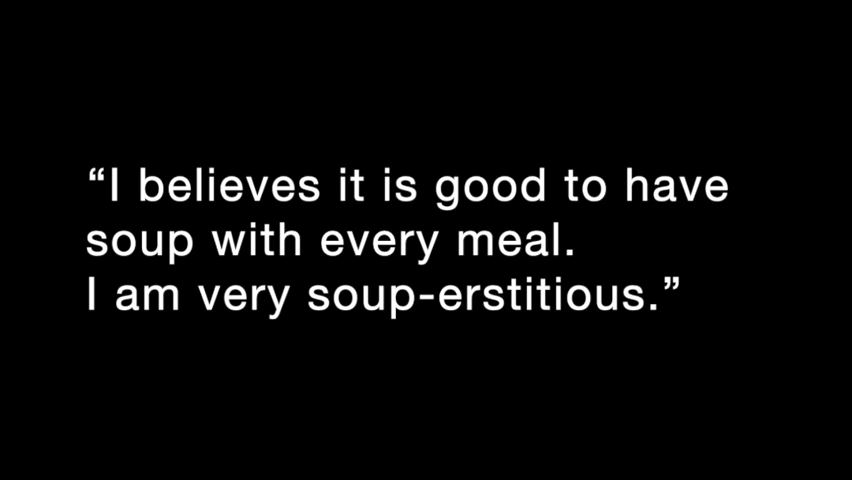 “I believes it is good to have
soup with every meal.
I am very soup-erstitious.”